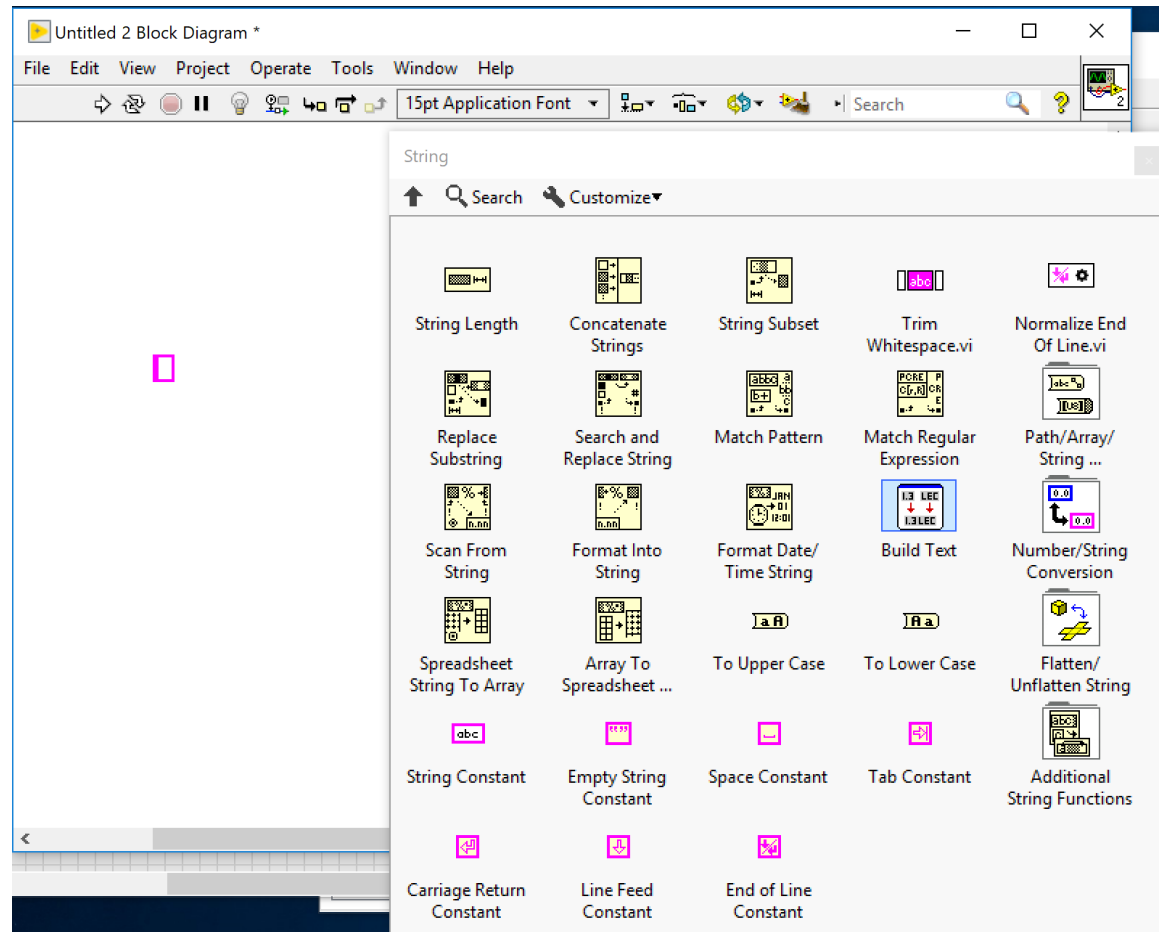 Untitled 2 Block Diagram *
File Edit View Project Operate Tools Window Help
15pt Application Font Search 2
String
Search Customize
String Length Concatenate Strings String Subset Trim Whitespace.vi Normalize End Of Line.vi
Replace Substring Search and Replace String Match Pattern Match Regular Expression Path/Array/ String ...
Scan From String Format Into String Format Date/ Time String Build Text Number/String Conversion
Spreadsheet String To Array Array To Spreadsheet ... To Upper Case To Lower Case Flatten/ Unflatten String
abc
String Constant Empty String Constant Space Constant Tab Constant Additional String Functions
Carriage Return Constant Line Feed Constant End of Line Constant